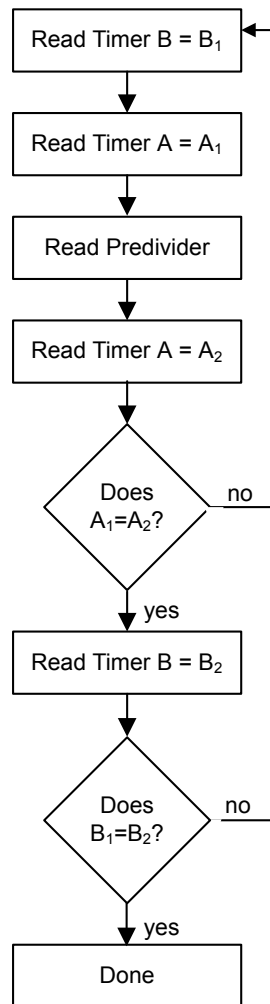 Read Timer B = B₁
Read Timer A = A₁
Read Predivider
Read Timer A = A₂
Does
A₁=A₂?
no
yes
Read Timer B = B₂
Does
B₁=B₂?
no
yes
Done